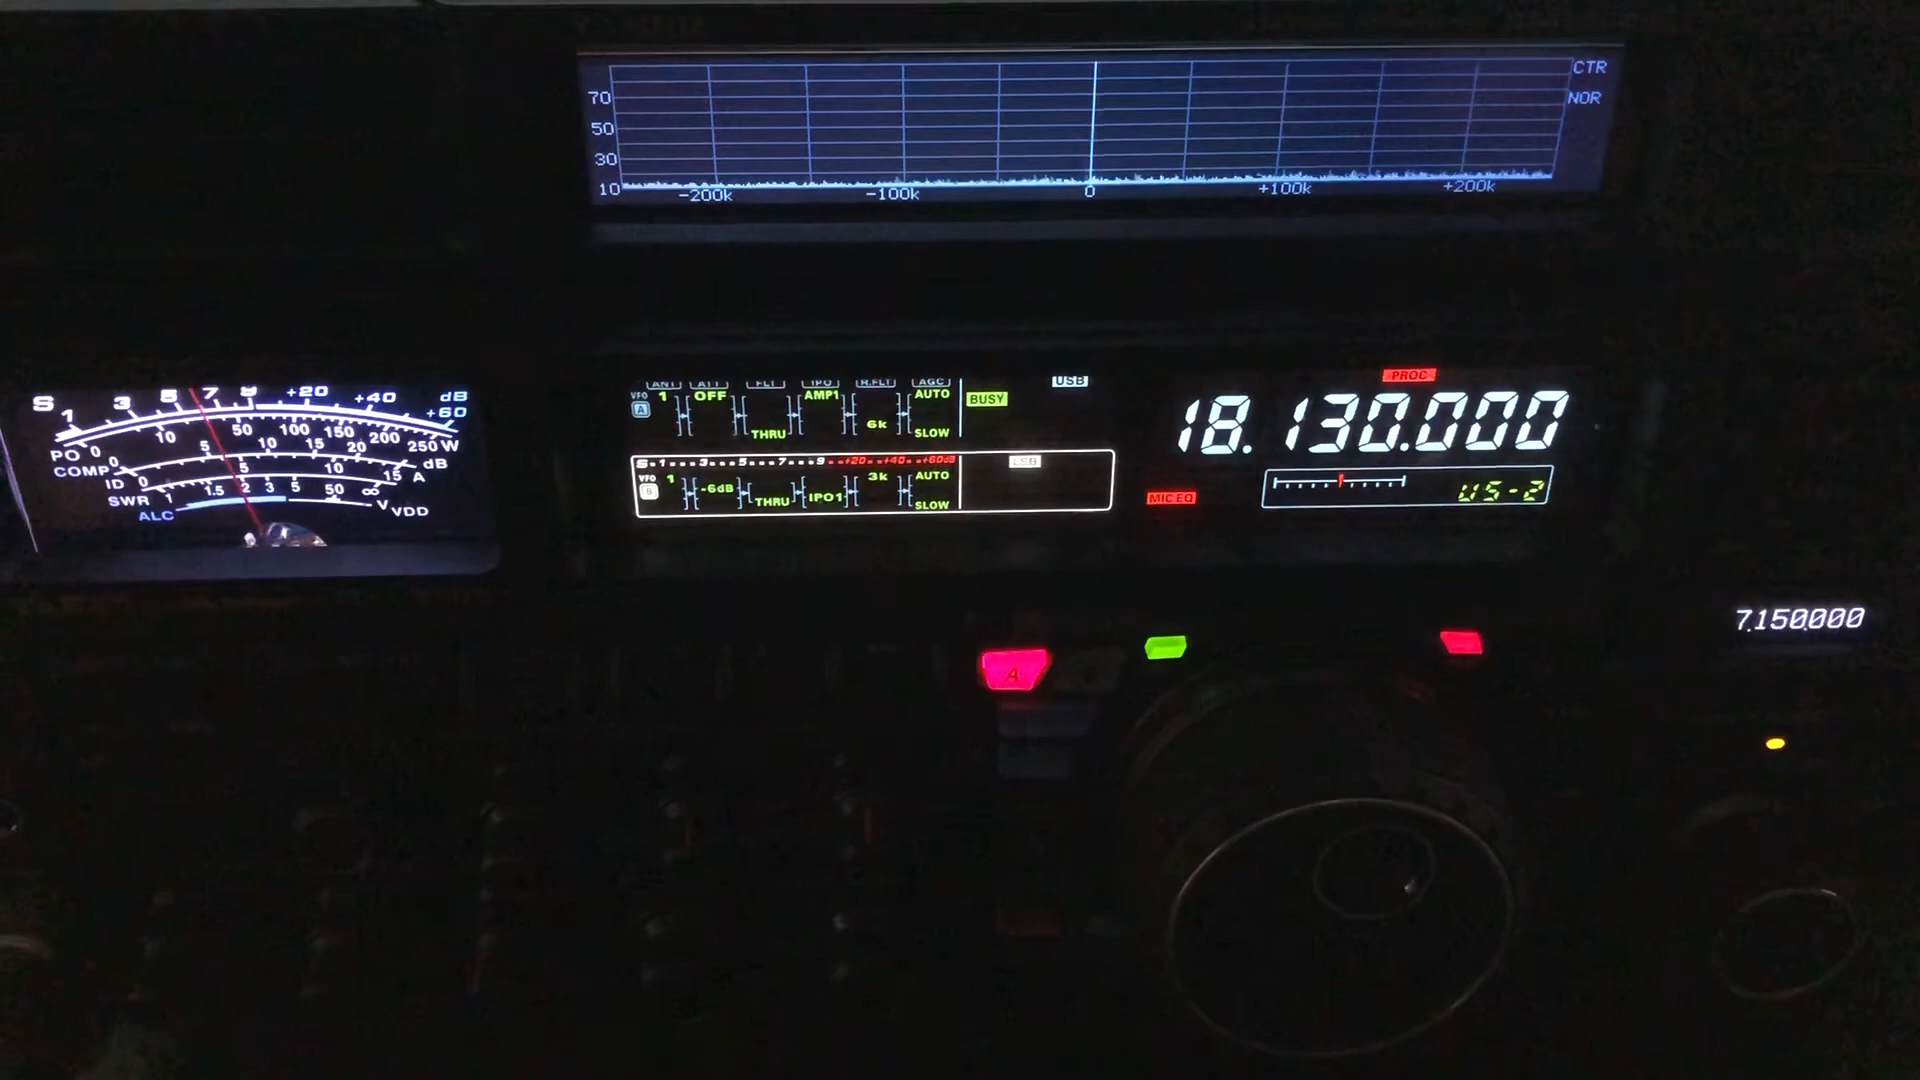 CTR
NOR
70
50
30
10
-200k -100k 0 +100k +200k
S 1 3 5 7 9 +20 +40 +60 dB
PO 0 10 50 100 150 200 250 W
COMP 0 5 10 15 20 dB
ID 0 5 10 15 A
SWR 1 1.5 2 3 5 50 ∞
ALC V VDD
ANT ATT FLT IPO R.FLT AGC
VFO A 1 OFF THRU AMP1 6k AUTO SLOW
BUSY
USB
S 1 3 5 7 9 +20 +40 +60dB
VFO B 1 -6dB THRU IPO1 3k AUTO SLOW
LSB
PROC
18.130.000
MIC EQ
VS-2
7.150.000
A